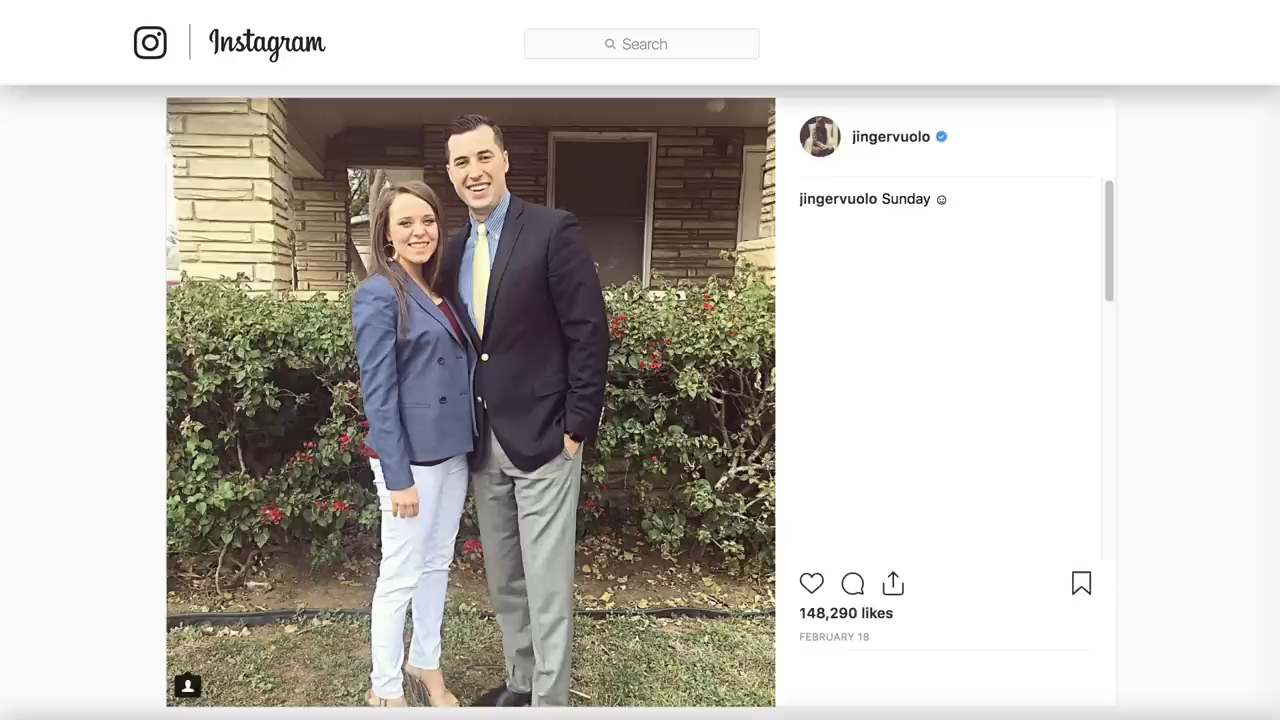 Instagram
Search
jingervuolo
jingervuolo Sunday ☺
148,290 likes
FEBRUARY 18